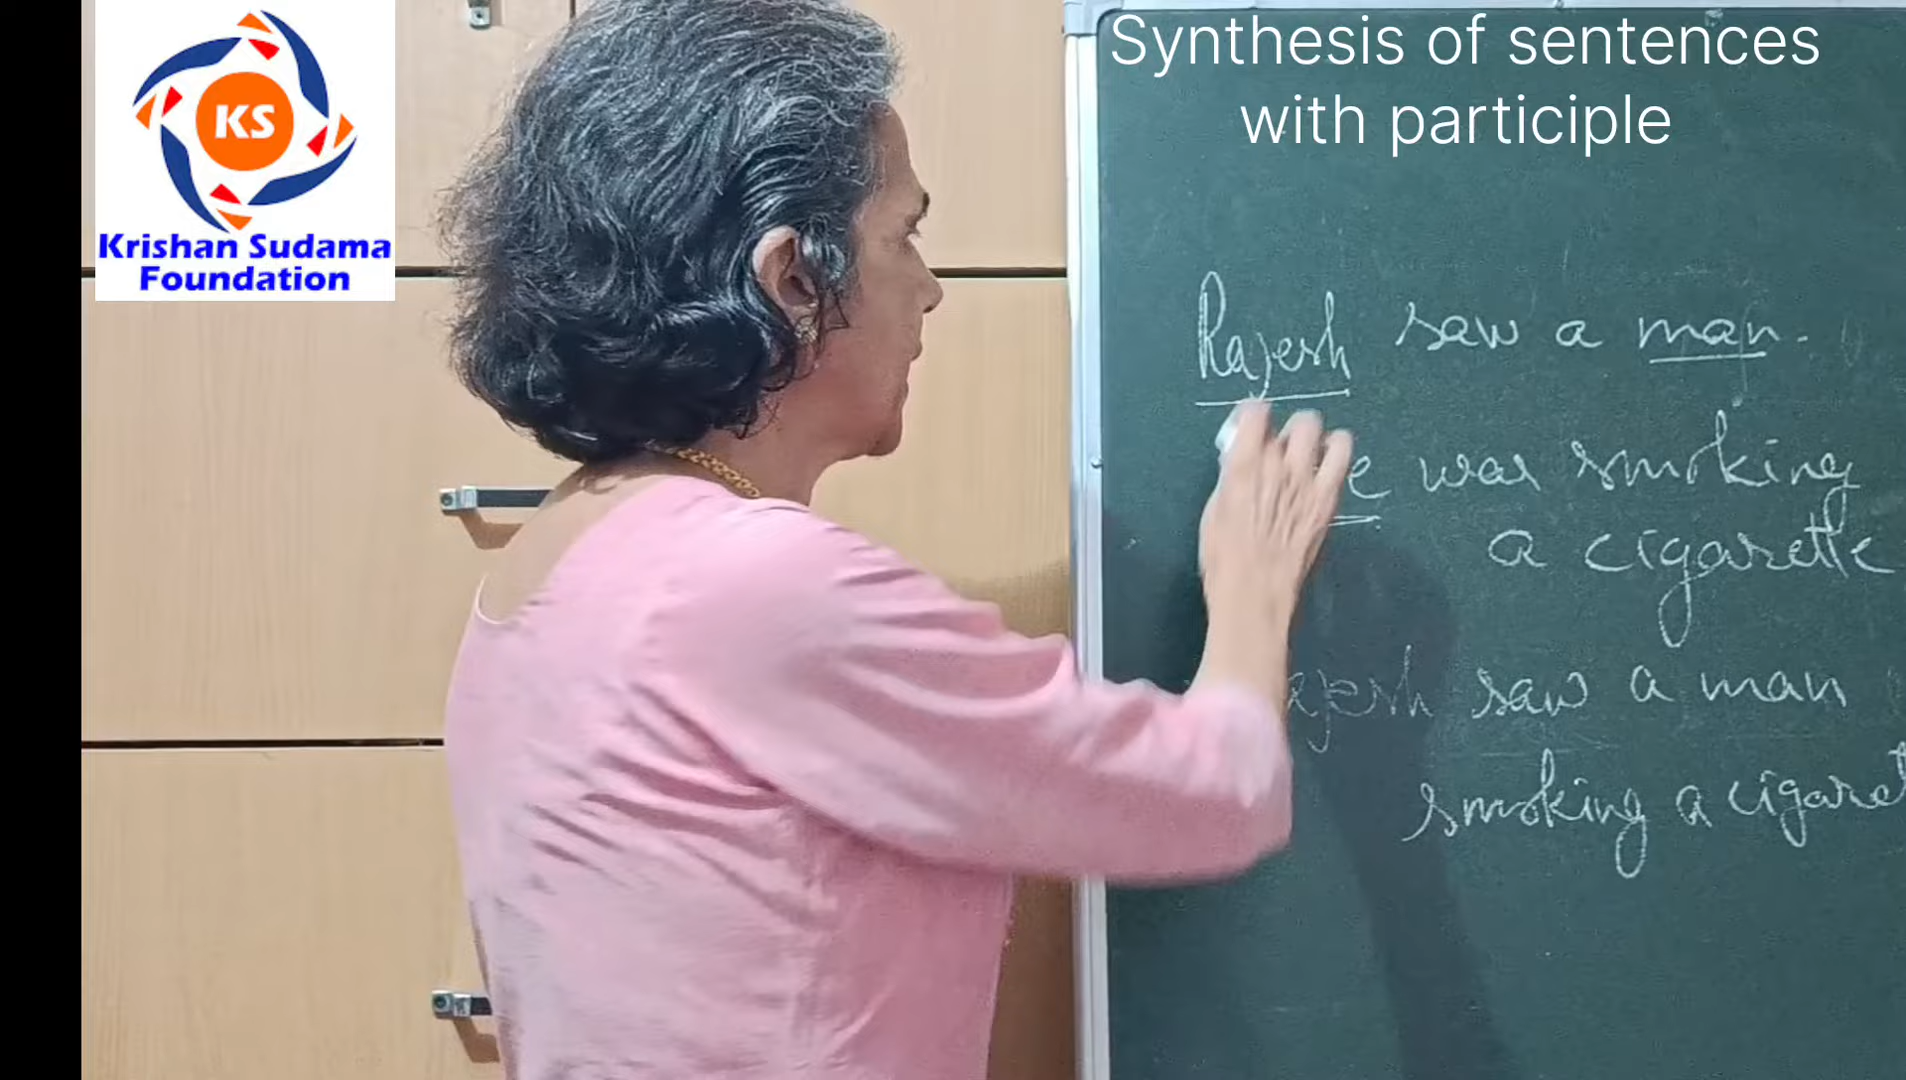 KS
Krishan Sudama
Foundation
Synthesis of sentences
with participle
Rajesh saw a man.
was smoking
a cigarette
saw a man
smoking a